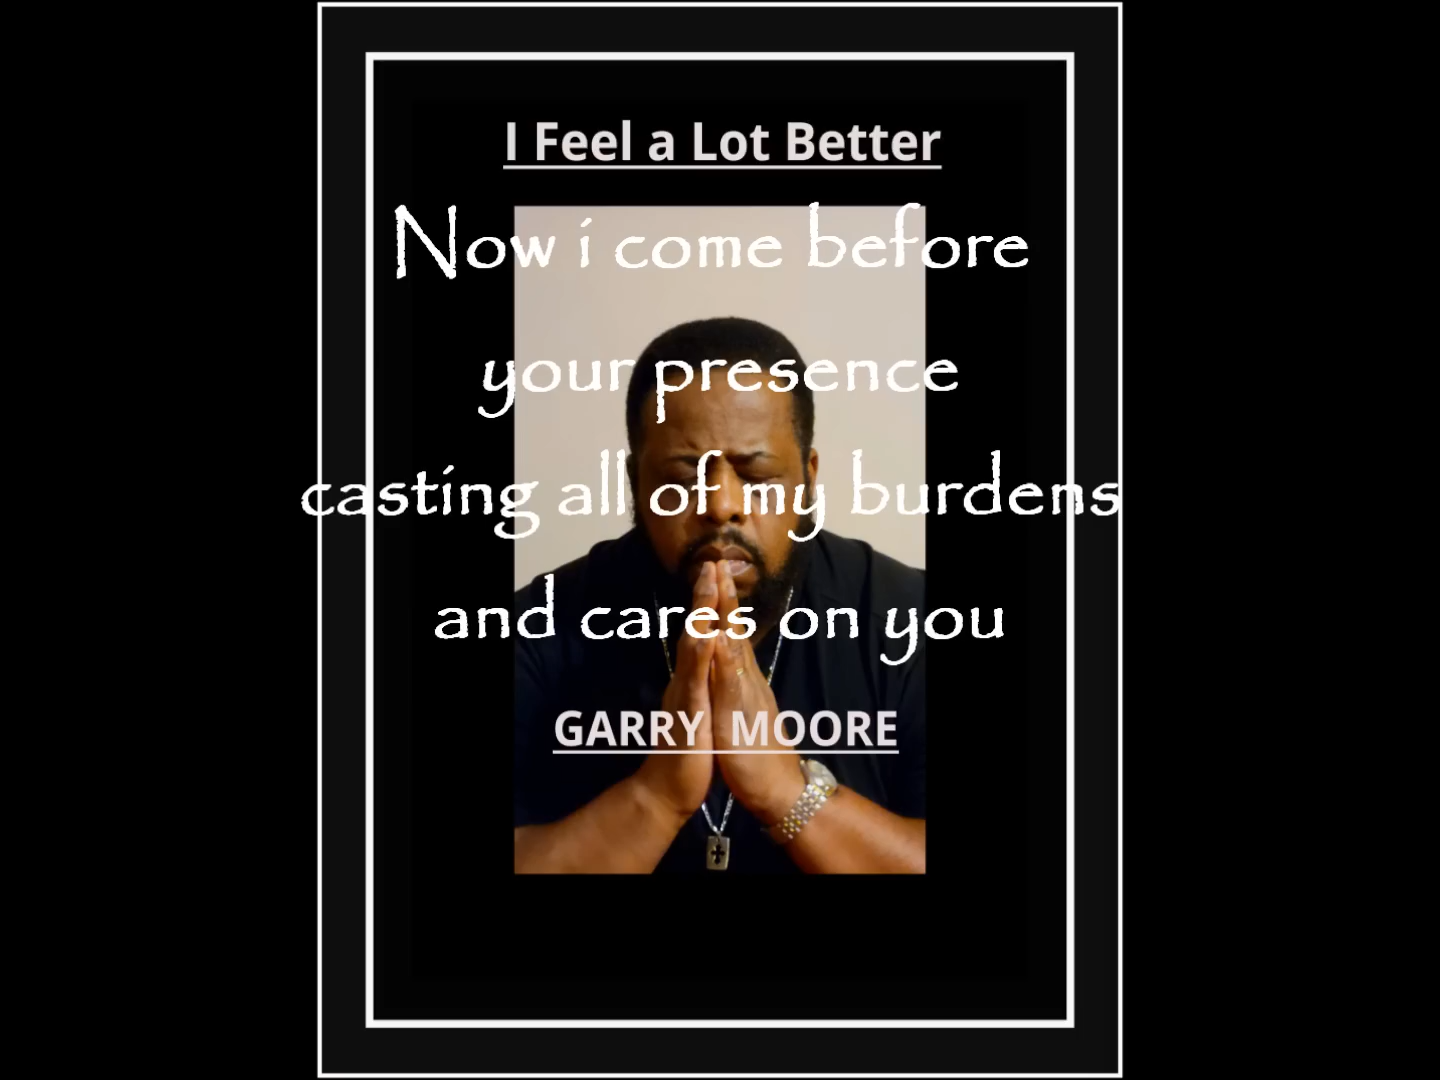 I Feel a Lot Better
Now i come before
your presence
casting all of my burdens
and cares on you
GARRY MOORE